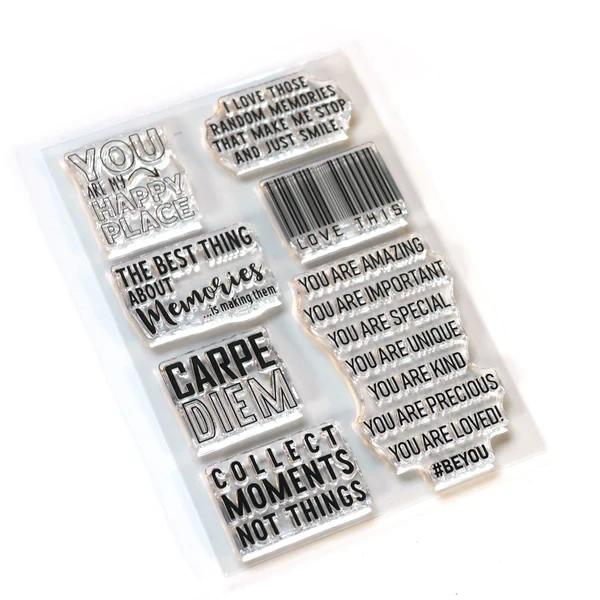 YOU
ARE MY
HAPPY
PLACE
I LOVE THOSE
RANDOM MEMORIES
THAT MAKE ME STOP
AND JUST SMILE
LOVE THIS
THE BEST THING
ABOUT
Memories
...is making them
CARPE
DIEM
COLLECT
MOMENTS
NOT THINGS
YOU ARE AMAZING
YOU ARE IMPORTANT
YOU ARE SPECIAL
YOU ARE UNIQUE
YOU ARE KIND
YOU ARE PRECIOUS
YOU ARE LOVED!
#BEYOU